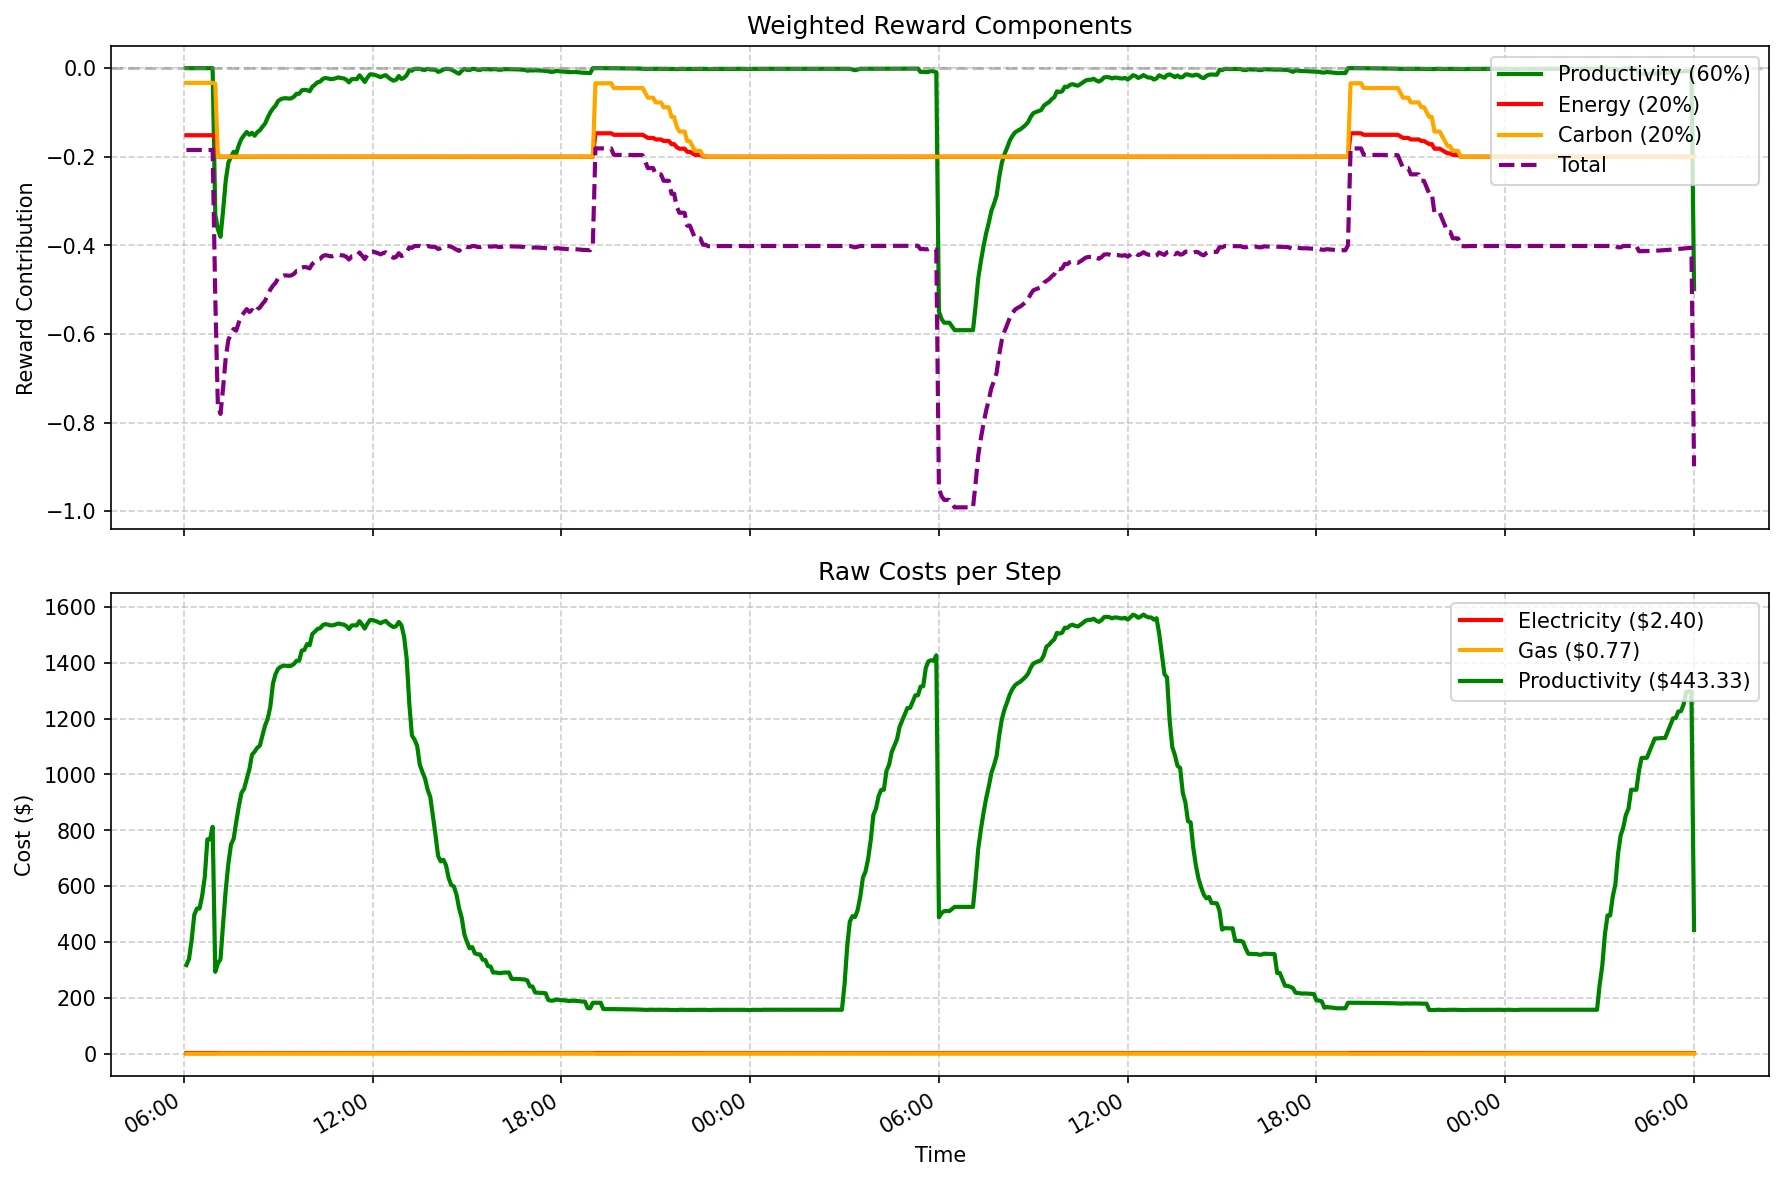 Weighted Reward Components
Reward Contribution
0.0
−0.2
−0.4
−0.6
−0.8
−1.0
Productivity (60%)
Energy (20%)
Carbon (20%)
Total
Raw Costs per Step
Cost ($)
1600
1400
1200
1000
800
600
400
200
0
Electricity ($2.40)
Gas ($0.77)
Productivity ($443.33)
06:00
12:00
18:00
00:00
06:00
12:00
18:00
00:00
06:00
Time